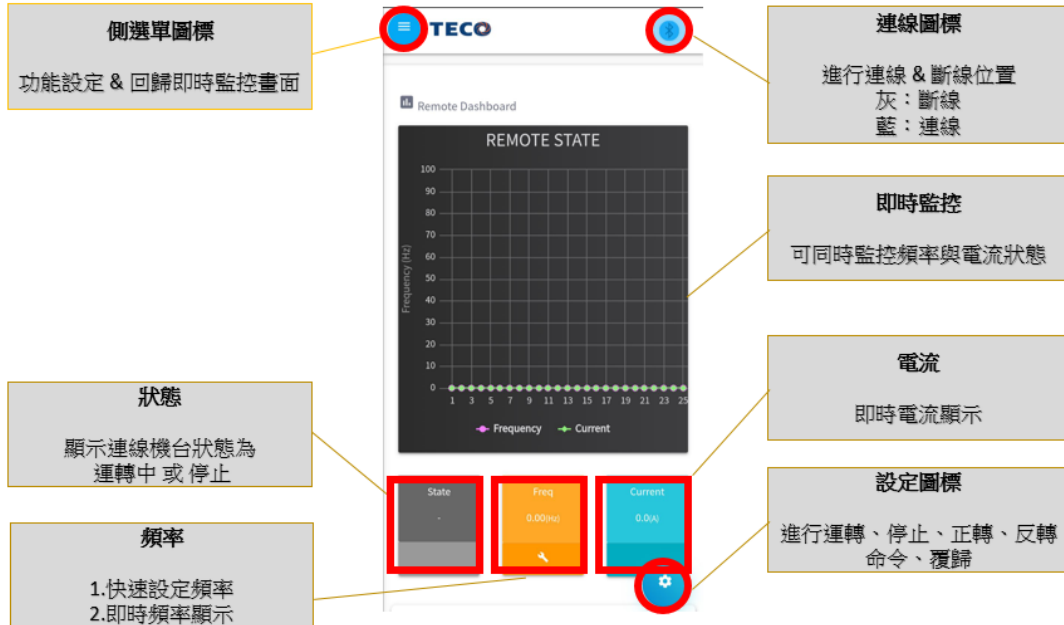 側選單圖標
功能設定 & 回歸即時監控畫面
TECO
連線圖標
進行連線 & 斷線位置
灰：斷線
藍：連線
Remote Dashboard
REMOTE STATE
100
90
80
70
60
50
40
30
20
10
0
Frequency (Hz)
1 3 5 7 9 11 13 15 17 19 21 23 25
Frequency Current
即時監控
可同時監控頻率與電流狀態
狀態
顯示連線機台狀態為
運轉中 或 停止
頻率
1.快速設定頻率
2.即時頻率顯示
State
-
Freq
0.00(Hz)
Current
0.0(A)
電流
即時電流顯示
設定圖標
進行運轉、停止、正轉、反轉
命令、覆歸